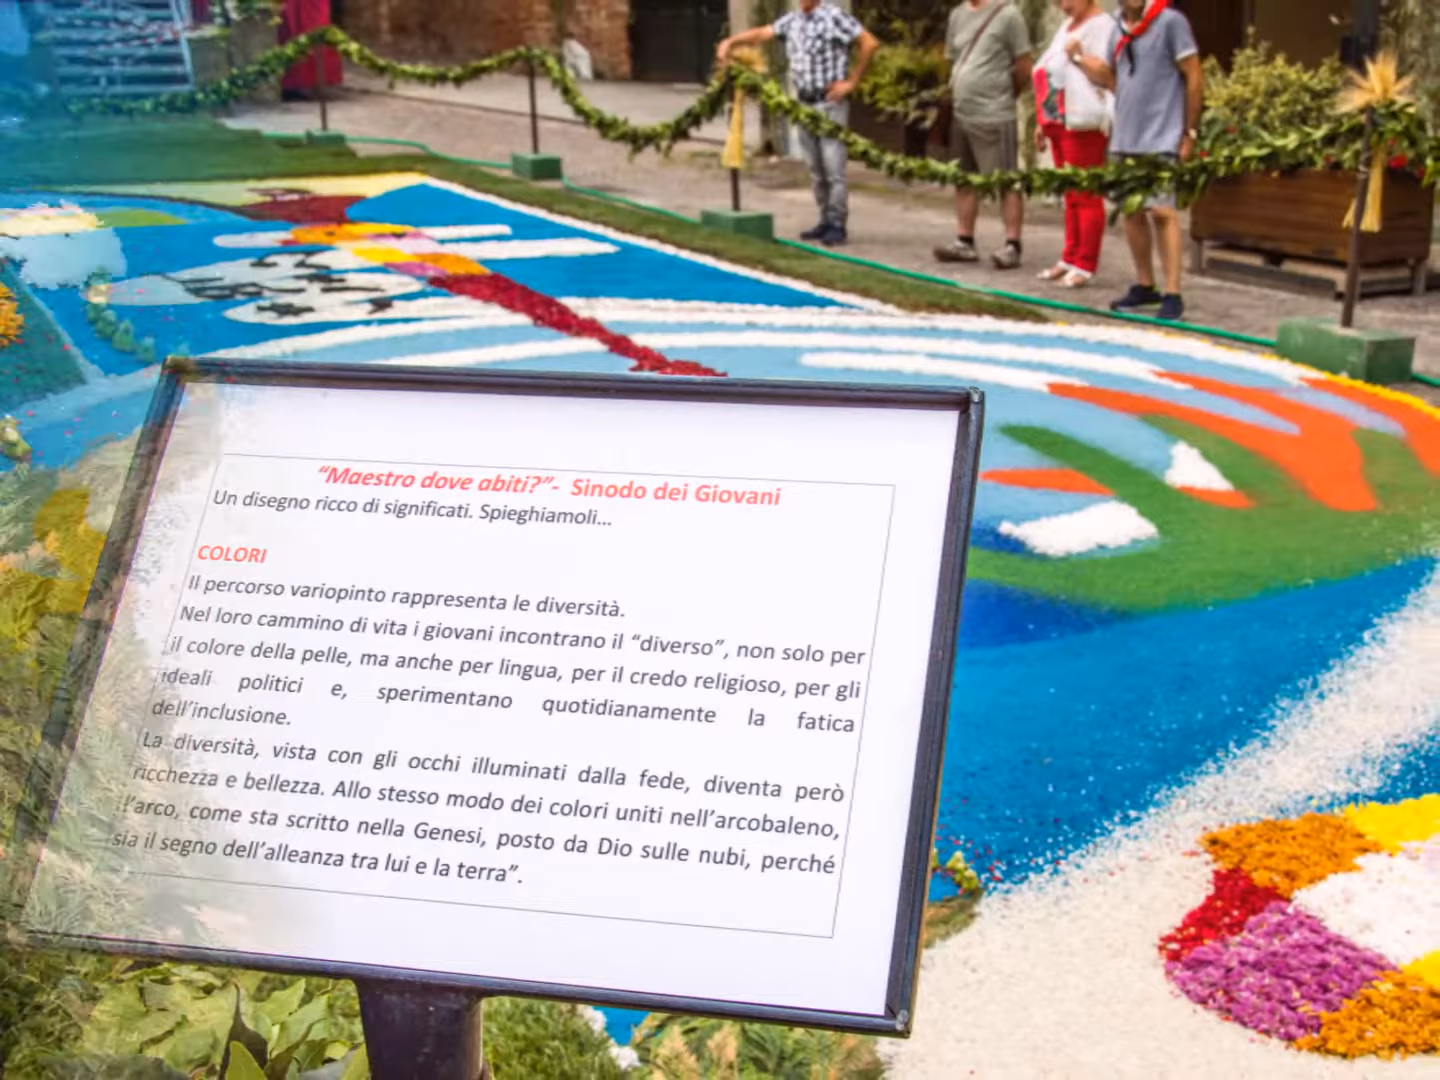 “Maestro dove abiti?”- Sinodo dei Giovani
Un disegno ricco di significati. Spieghiamoli...
COLORI
Il percorso variopinto rappresenta le diversità.
Nel loro cammino di vita i giovani incontrano il “diverso”, non solo per
il colore della pelle, ma anche per lingua, per il credo religioso, per gli
ideali politici e, sperimentano quotidianamente la fatica
dell’inclusione.
La diversità, vista con gli occhi illuminati dalla fede, diventa però
ricchezza e bellezza. Allo stesso modo dei colori uniti nell’arcobaleno,
l’arco, come sta scritto nella Genesi, posto da Dio sulle nubi, perché
sia il segno dell’alleanza tra lui e la terra”.